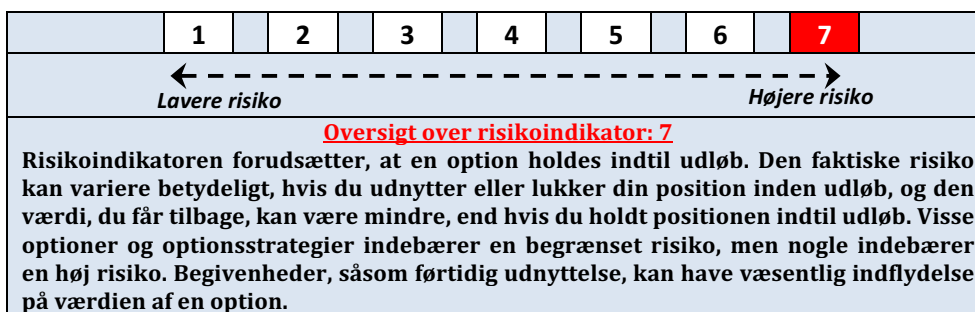 1 2 3 4 5 6 7
Lavere risiko Højere risiko
Oversigt over risikoindikator: 7
Risikoindikatoren forudsætter, at en option holdes indtil udløb. Den faktiske risiko
kan variere betydeligt, hvis du udnytter eller lukker din position inden udløb, og den
værdi, du får tilbage, kan være mindre, end hvis du holdt positionen indtil udløb. Visse
optioner og optionsstrategier indebærer en begrænset risiko, men nogle indebærer
en høj risiko. Begivenheder, såsom førtidig udnyttelse, kan have væsentlig indflydelse
på værdien af en option.